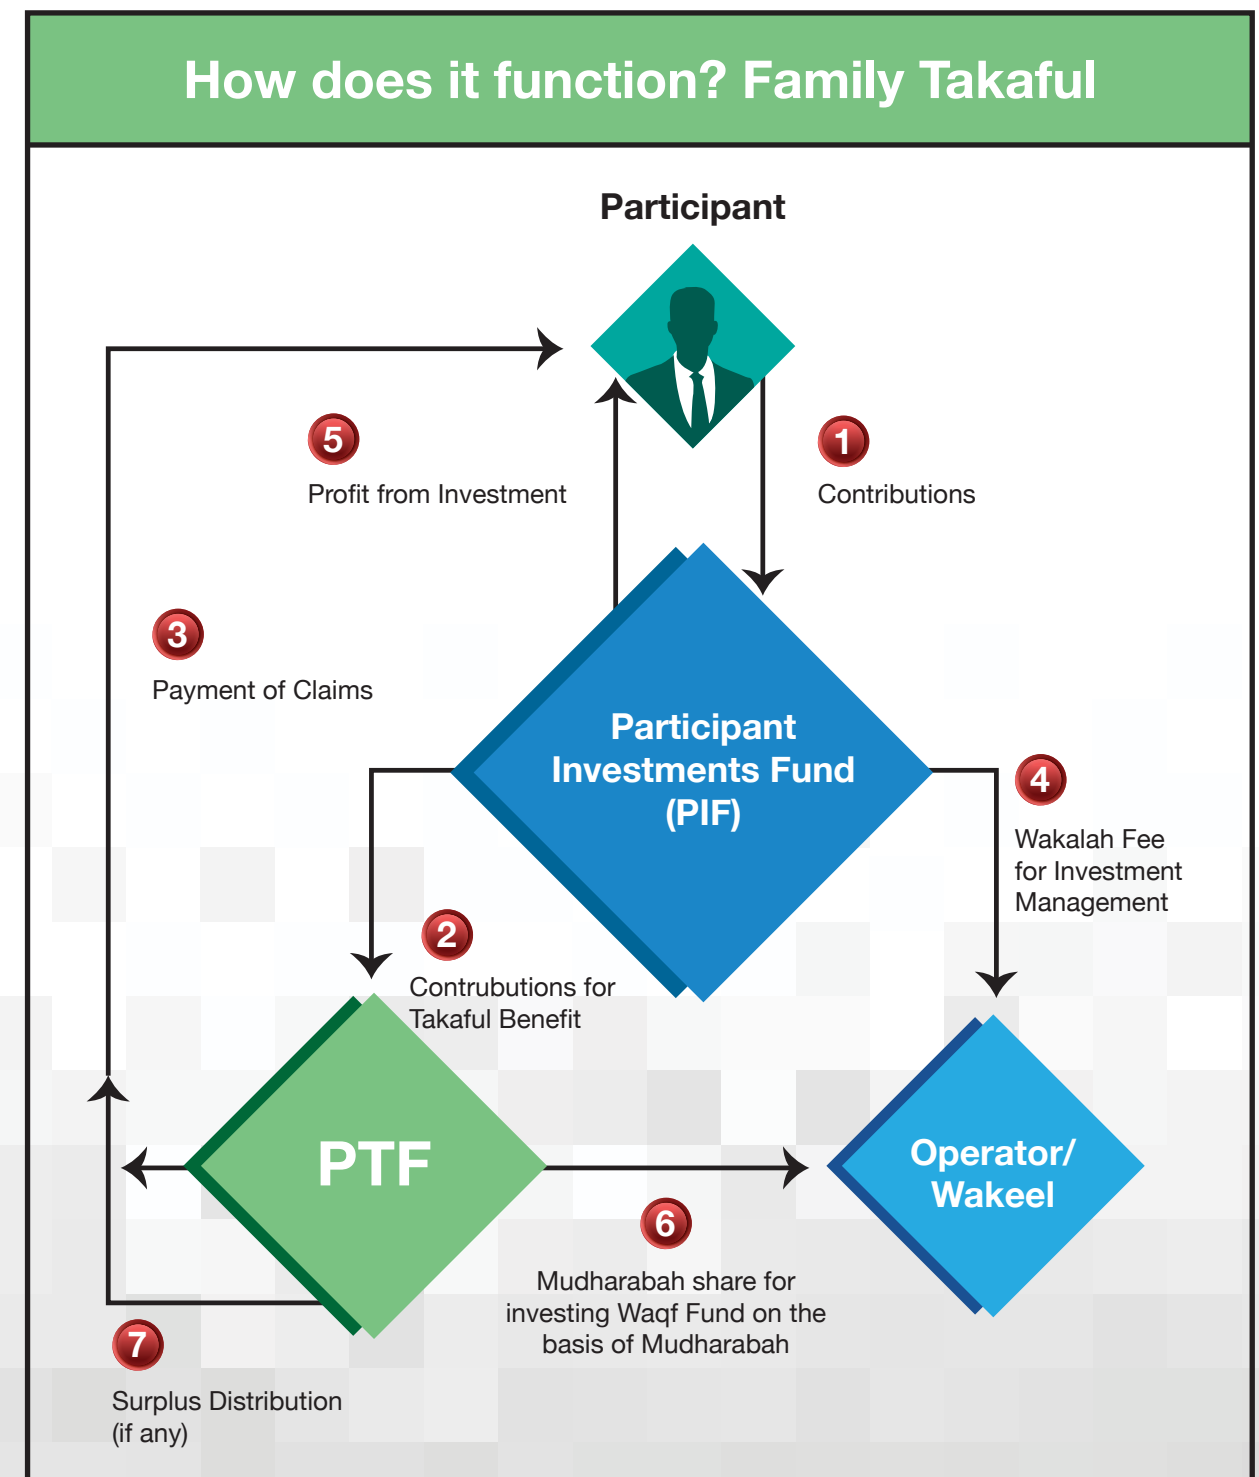 How does it function? Family Takaful
Participant
5
Profit from Investment
1
Contributions
3
Payment of Claims
Participant
Investments Fund
(PIF)
4
Wakalah Fee
for Investment
Management
2
Contrubutions for
Takaful Benefit
PTF
Operator/
Wakeel
6
Mudharabah share for
investing Waqf Fund on the
basis of Mudharabah
7
Surplus Distribution
(if any)